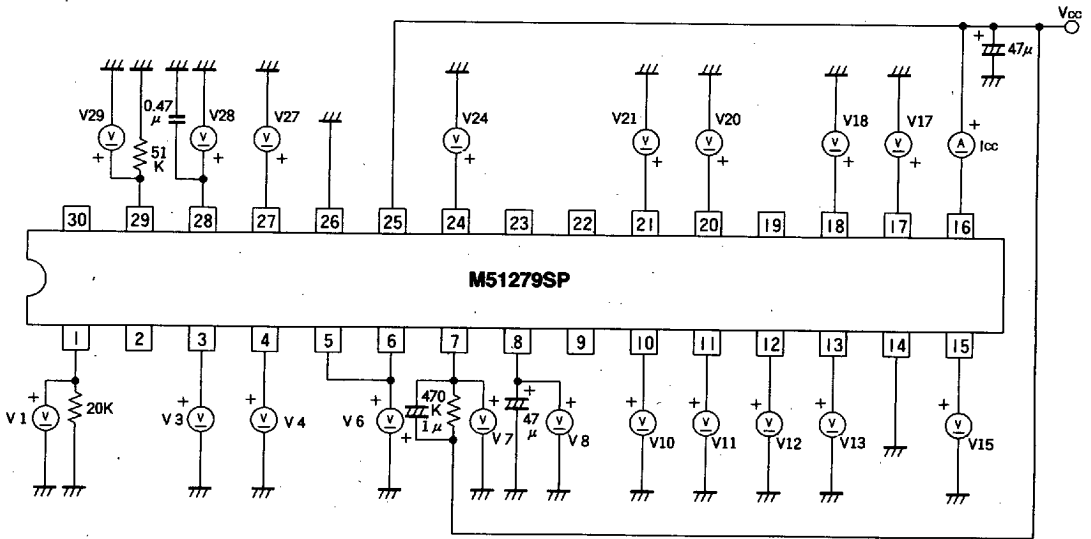 Vcc
+
47μ
V29
+
51
K
0.47
μ
V28
+
V27
+
V24
+
V21
+
V20
+
V18
+
V17
+
A
+
Icc
V
V
V
V
V
V
V
V
30 29 28 27 26 25 24 23 22 21 20 19 18 17 16
M51279SP
1 2 3 4 5 6 7 8 9 10 11 12 13 14 15
+
V1
V
20K
+
V3
V
+
V4
V
+
V6
V
+
470
K
1μ
+
V7
V
+
47
μ
+
V8
V
+
V10
V
+
V11
V
+
V12
V
+
V13
V
+
V15
V